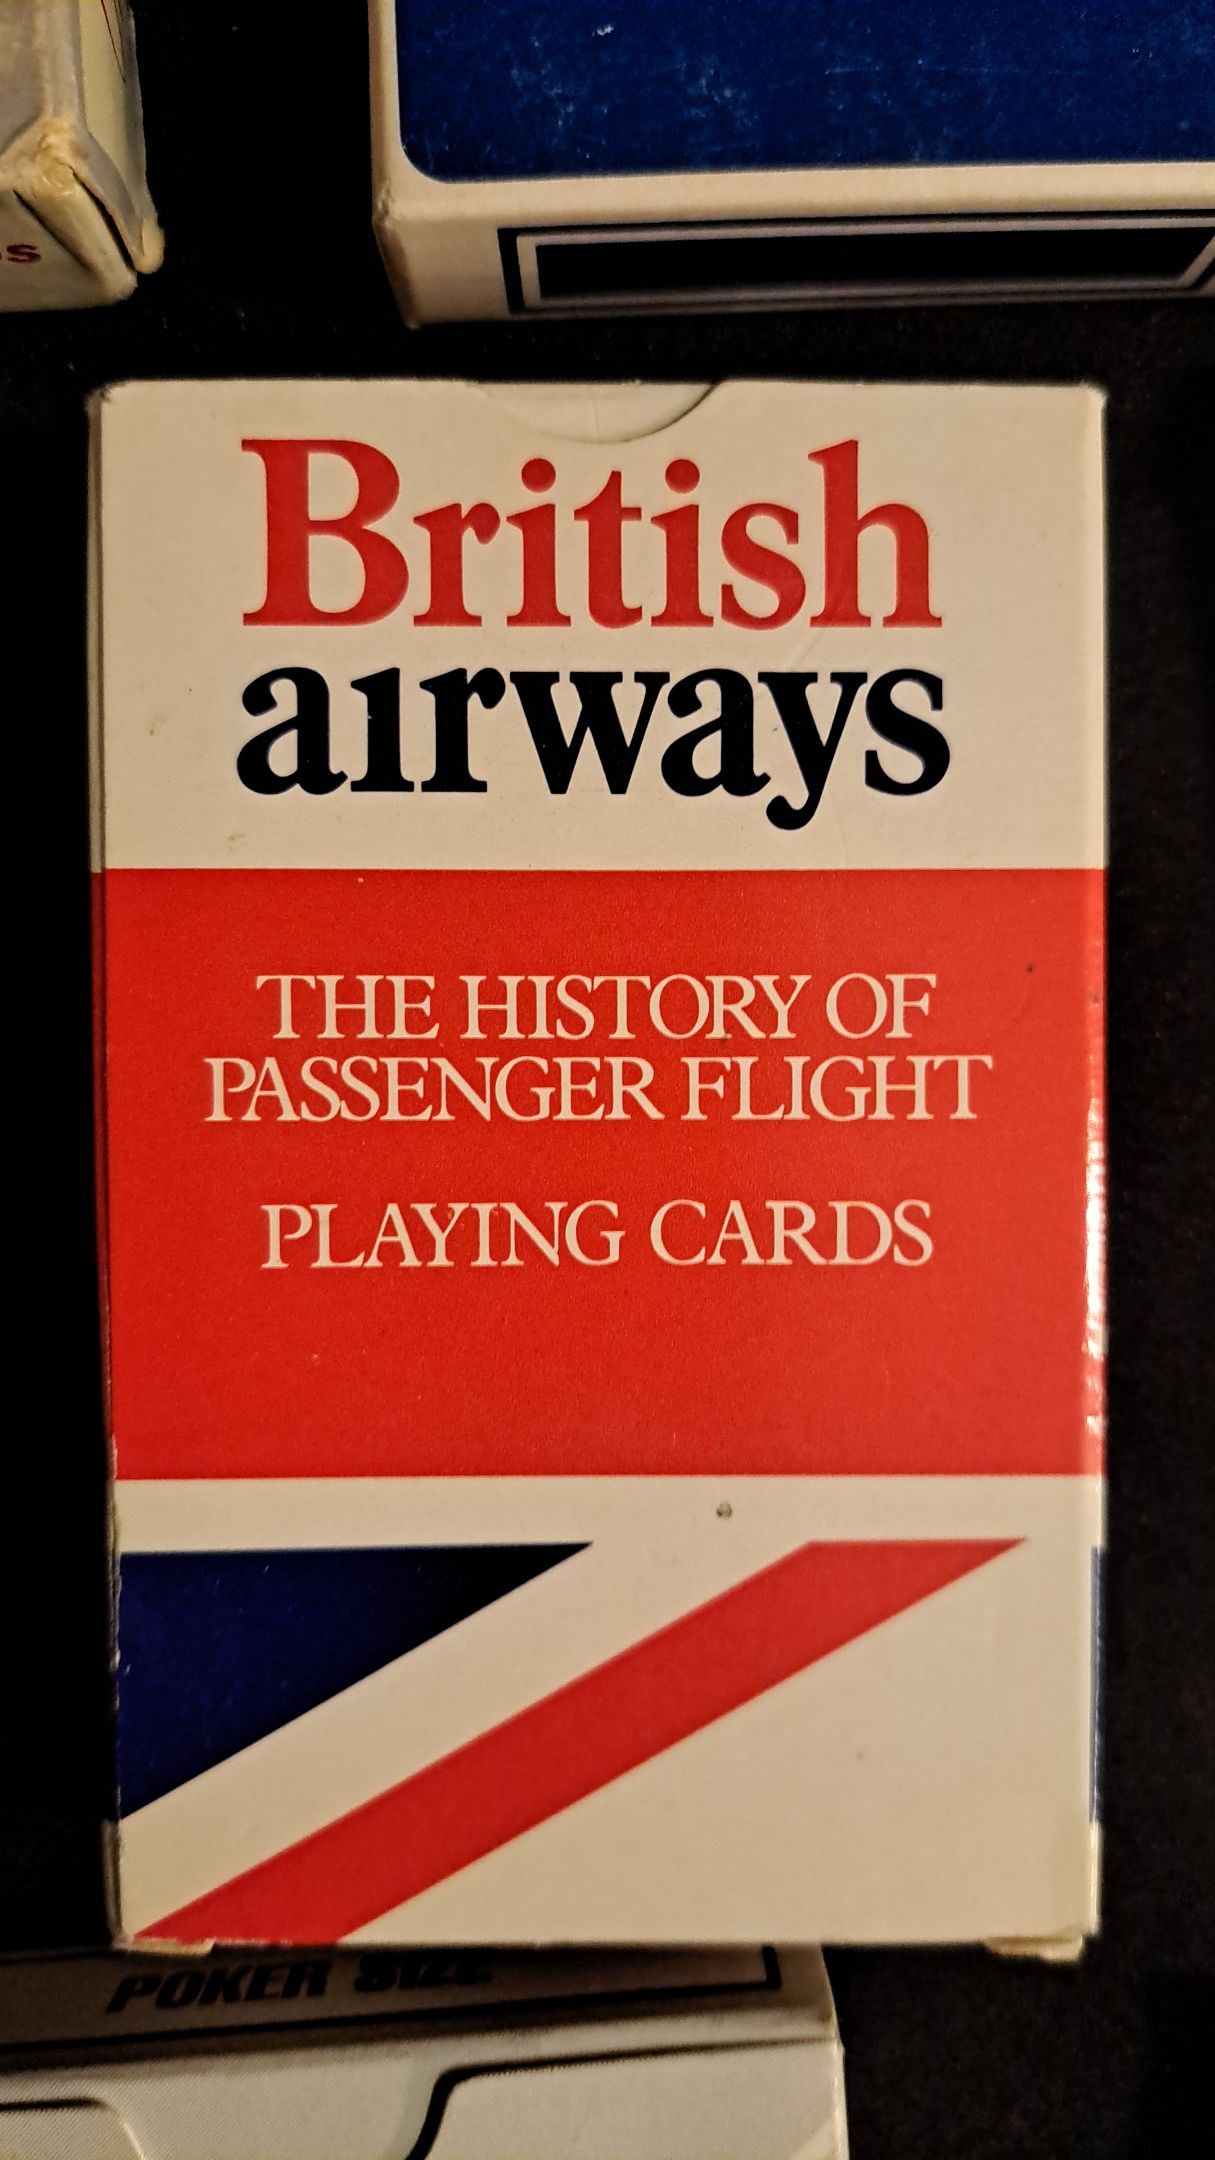 British
airways
THE HISTORY OF
PASSENGER FLIGHT
PLAYING CARDS
POKER SIZE